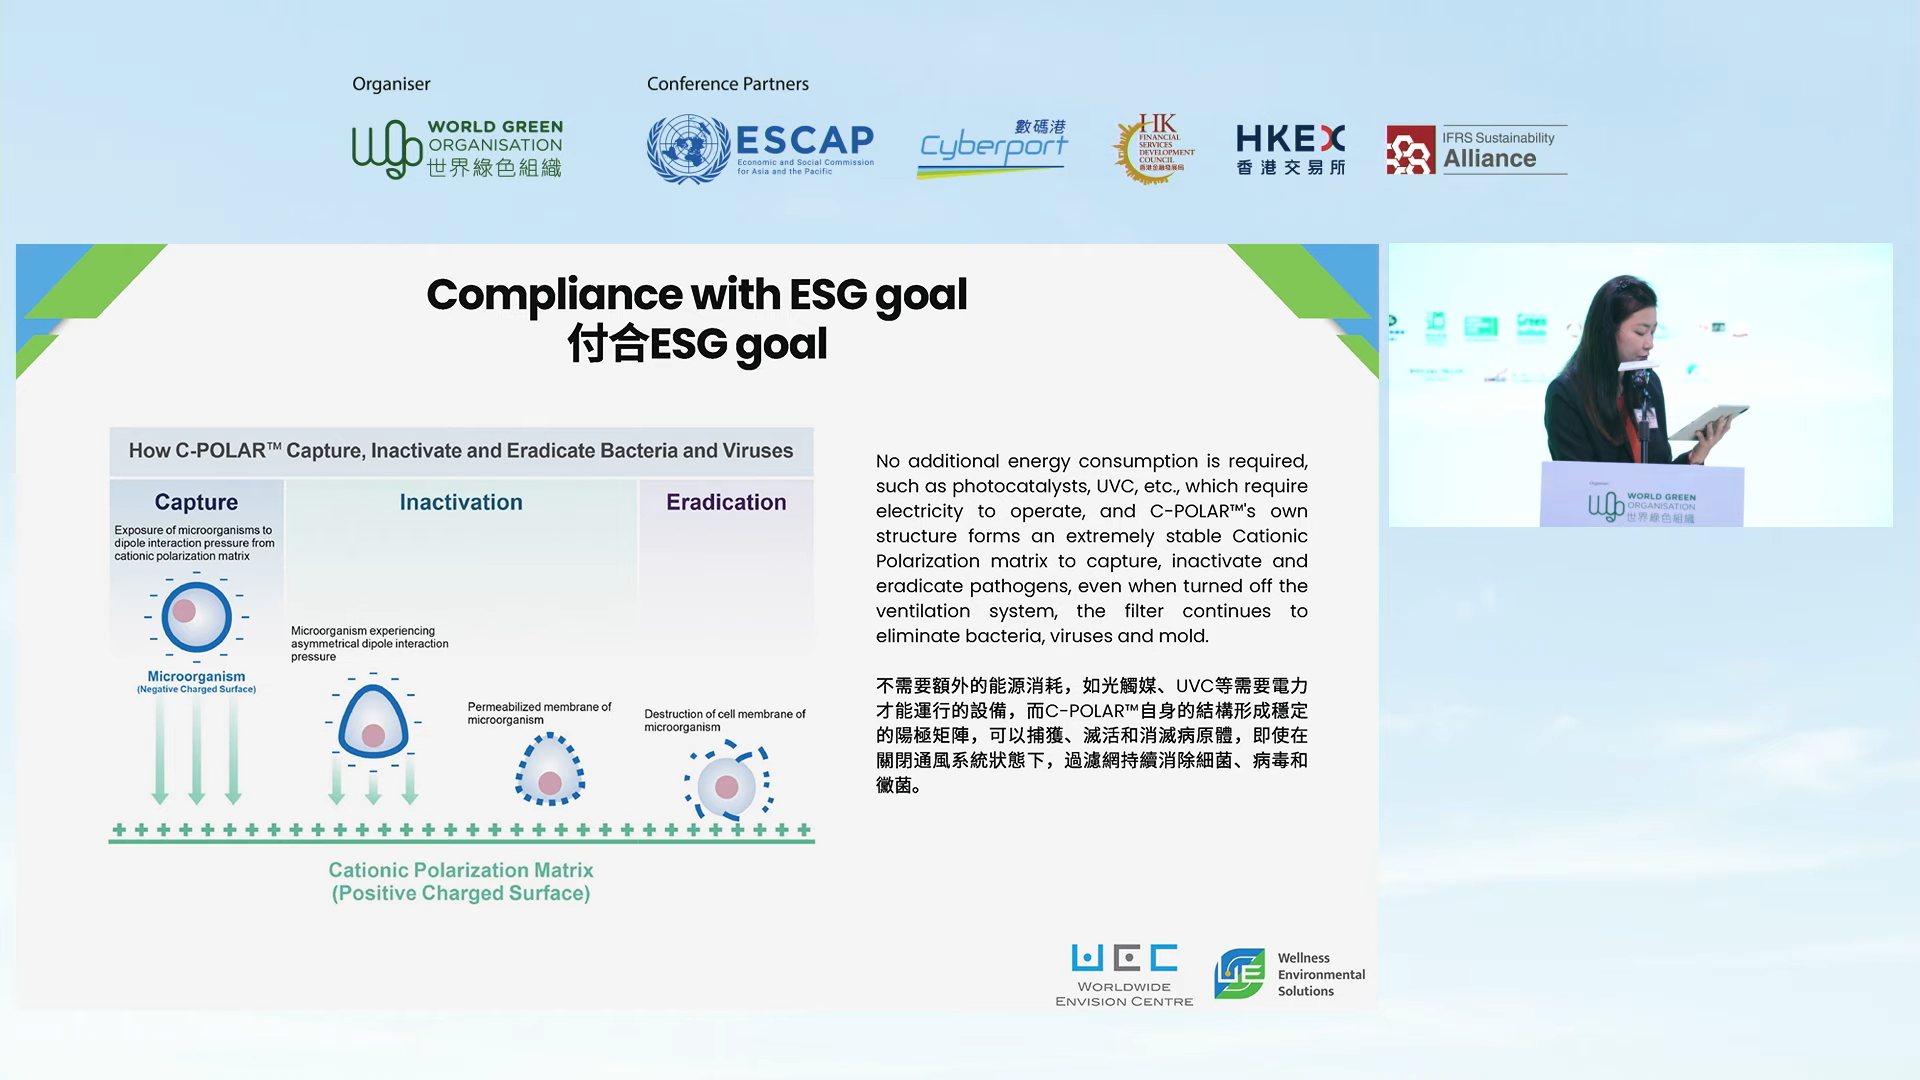 Organiser
Conference Partners
WORLD GREEN
ORGANISATION
世界綠色組織
ESCAP
Economic and Social Commission
for Asia and the Pacific
數碼港
Cyberport
HK
FINANCIAL
SERVICES
DEVELOPMENT
COUNCIL
香港金融發展局
HKEX
香港交易所
IFRS Sustainability
Alliance
Compliance with ESG goal
付合ESG goal
How C-POLAR™ Capture, Inactivate and Eradicate Bacteria and Viruses
Capture
Inactivation
Eradication
Exposure of microorganisms to
dipole interaction pressure from
cationic polarization matrix
Microorganism
(Negative Charged Surface)
Microorganism experiencing
asymmetrical dipole interaction
pressure
Permeabilized membrane of
microorganism
Destruction of cell membrane of
microorganism
Cationic Polarization Matrix
(Positive Charged Surface)
No additional energy consumption is required,
such as photocatalysts, UVC, etc., which require
electricity to operate, and C-POLAR™'s own
structure forms an extremely stable Cationic
Polarization matrix to capture, inactivate and
eradicate pathogens, even when turned off the
ventilation system, the filter continues to
eliminate bacteria, viruses and mold.
不需要額外的能源消耗，如光觸媒、UVC等需要電力
才能運行的設備，而C-POLAR™自身的結構形成穩定
的陽極矩陣，可以捕獲、滅活和消滅病原體，即使在
關閉通風系統狀態下，過濾網持續消除細菌、病毒和
黴菌。
WEC
WORLDWIDE
ENVISION CENTRE
Wellness
Environmental
Solutions
WORLD GREEN
ORGANISATION
世界綠色組織